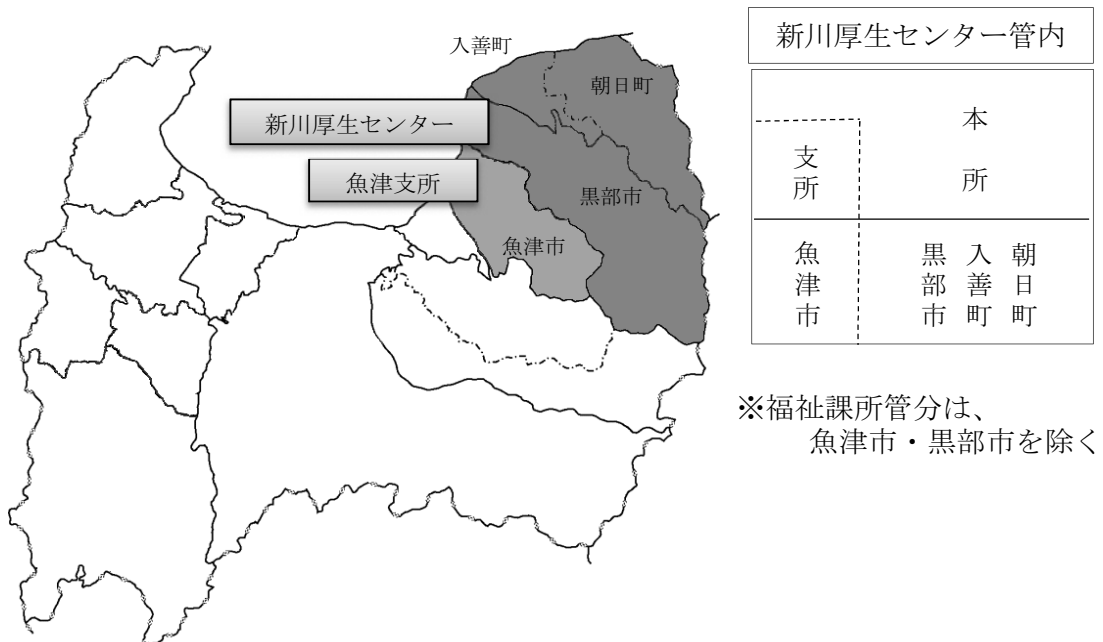 入善町
朝日町
新川厚生センター
魚津支所
黒部市
魚津市
新川厚生センター管内
本所
支所
朝日町
入善町
黒部市
魚津市
※福祉課所管分は、
魚津市・黒部市を除く